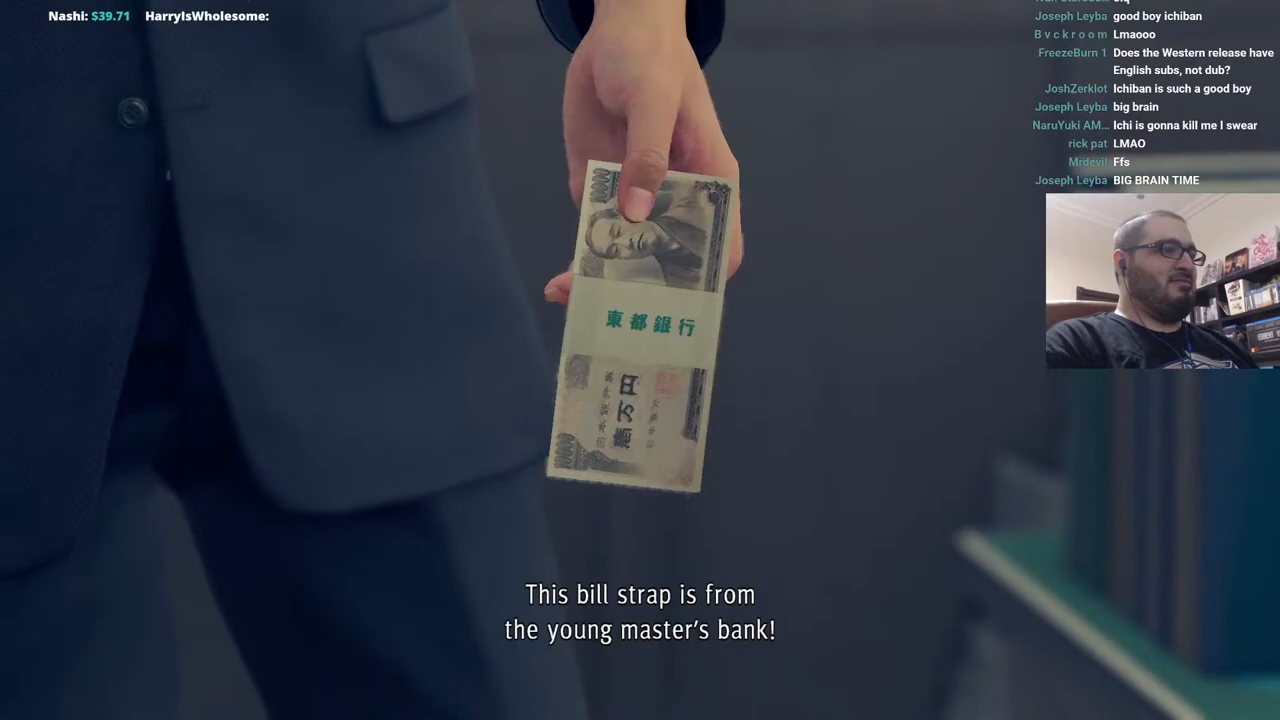 Nashi: $39.71 HarryIsWholesome:
Joseph Leyba good boy ichiban
B v c k r o o m Lmaooo
FreezeBurn 1 Does the Western release have
English subs, not dub?
JoshZerklot Ichiban is such a good boy
Joseph Leyba big brain
NaruYuki AM... Ichi is gonna kill me I swear
rick pat LMAO
Mrdevil Ffs
Joseph Leyba BIG BRAIN TIME
10000
東都銀行
壱万円
10000
This bill strap is from
the young master's bank!